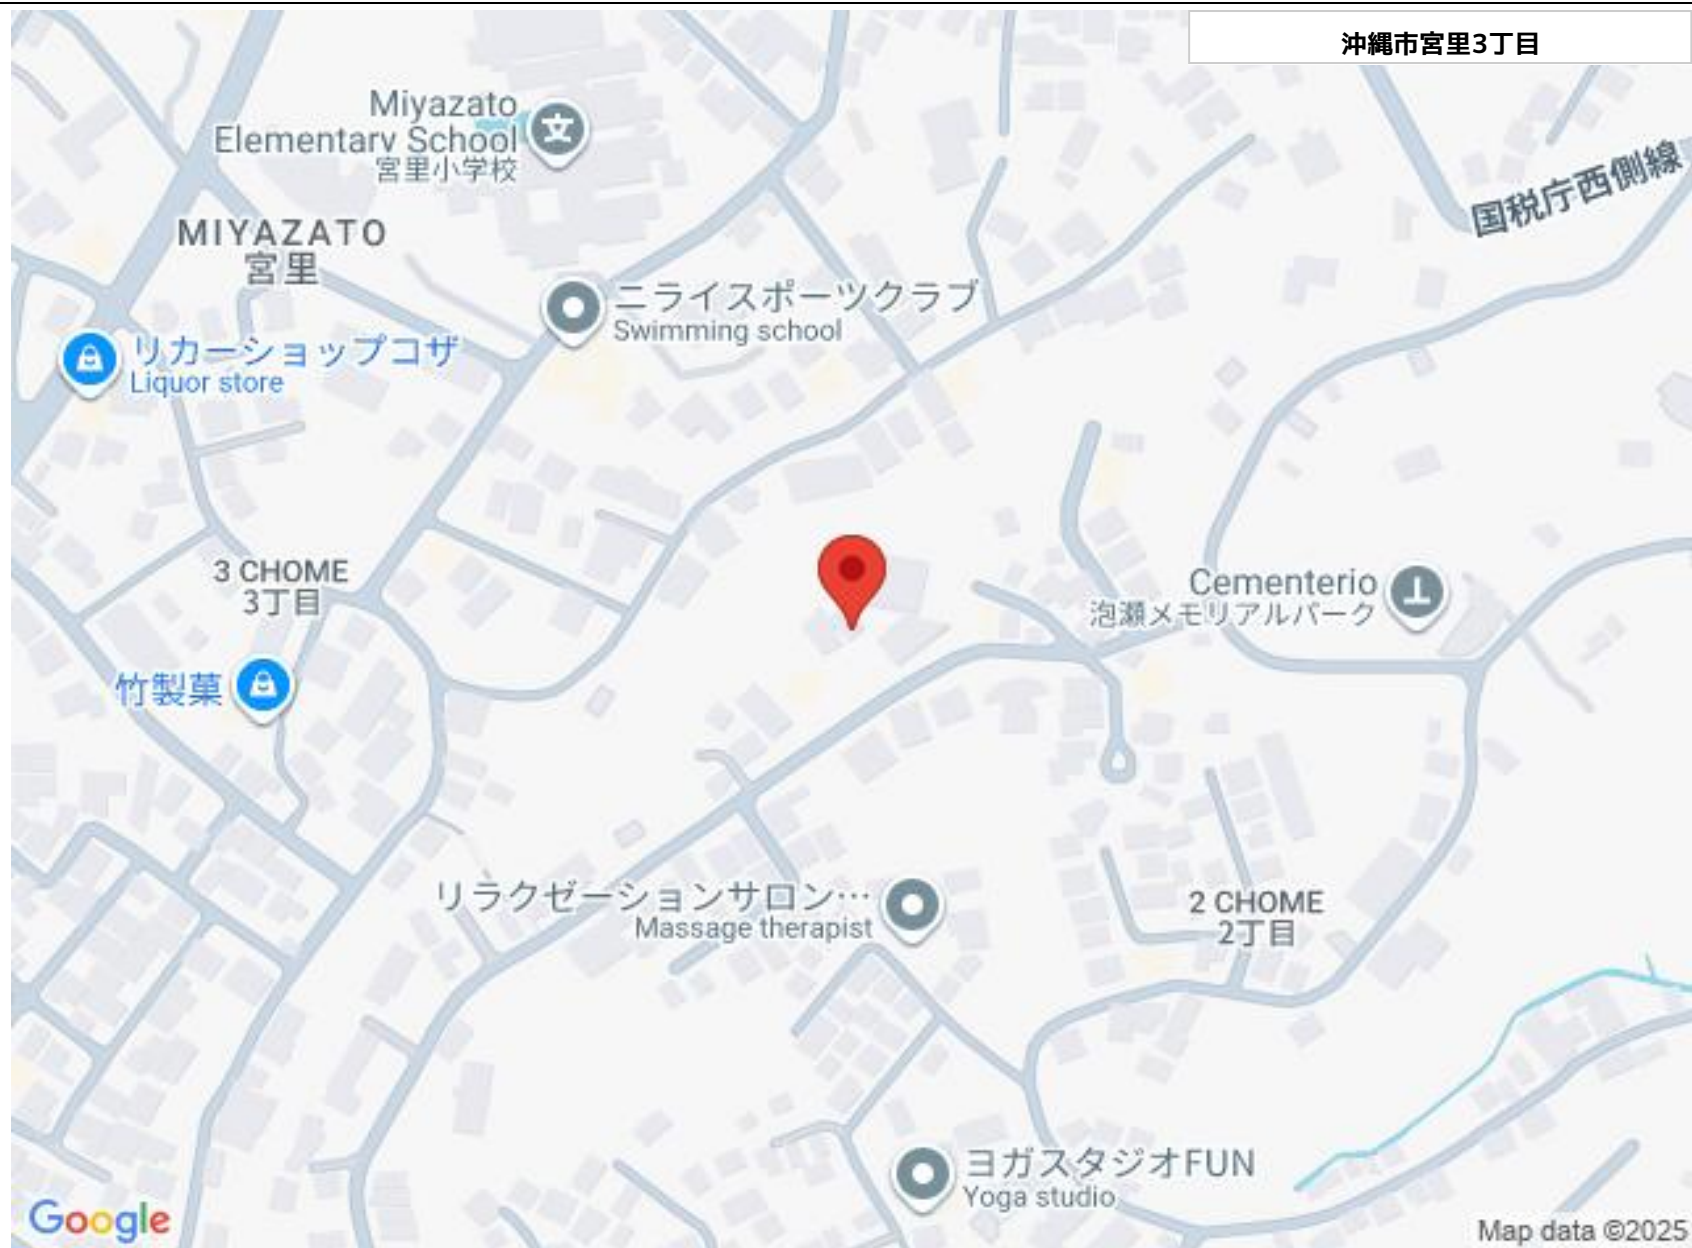 沖縄市宮里3丁目
Miyazato
Elementary School
宮里小学校
国税庁西側線
MIYAZATO
宮里
ニライスポーツクラブ
Swimming school
リカーショップコザ
Liquor store
3 CHOME
3丁目
Cementerio
泡瀬メモリアルパーク
竹製菓
リラクゼーションサロン…
Massage therapist
2 CHOME
2丁目
ヨガスタジオFUN
Yoga studio
Google
Map data ©2025